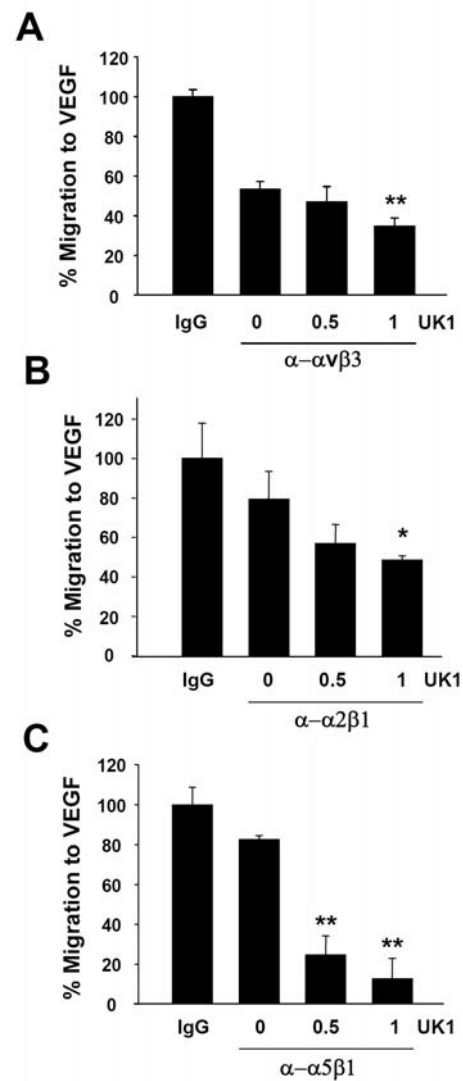 A
% Migration to VEGF
120
100
80
60
40
20
0
**
IgG 0 0.5 1 UK1
α–αvβ3
B
% Migration to VEGF
120
100
80
60
40
20
0
*
IgG 0 0.5 1 UK1
α–α2β1
C
% Migration to VEGF
120
100
80
60
40
20
0
** **
IgG 0 0.5 1 UK1
α–α5β1